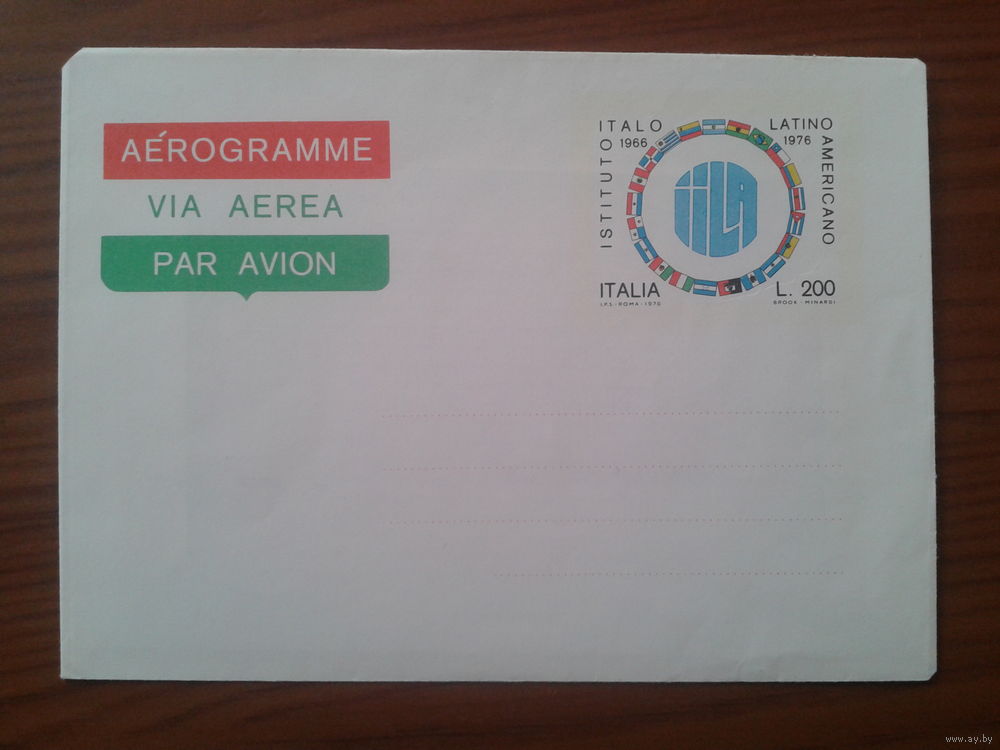 AÉROGRAMME
VIA AEREA
PAR AVION
ISTITUTO
ITALO
1966
LATINO
1976
AMERICANO
IILA
ITALIA
L. 200
I.P.S.-ROMA-1976
BROOK - MINARDI
www.ay.by